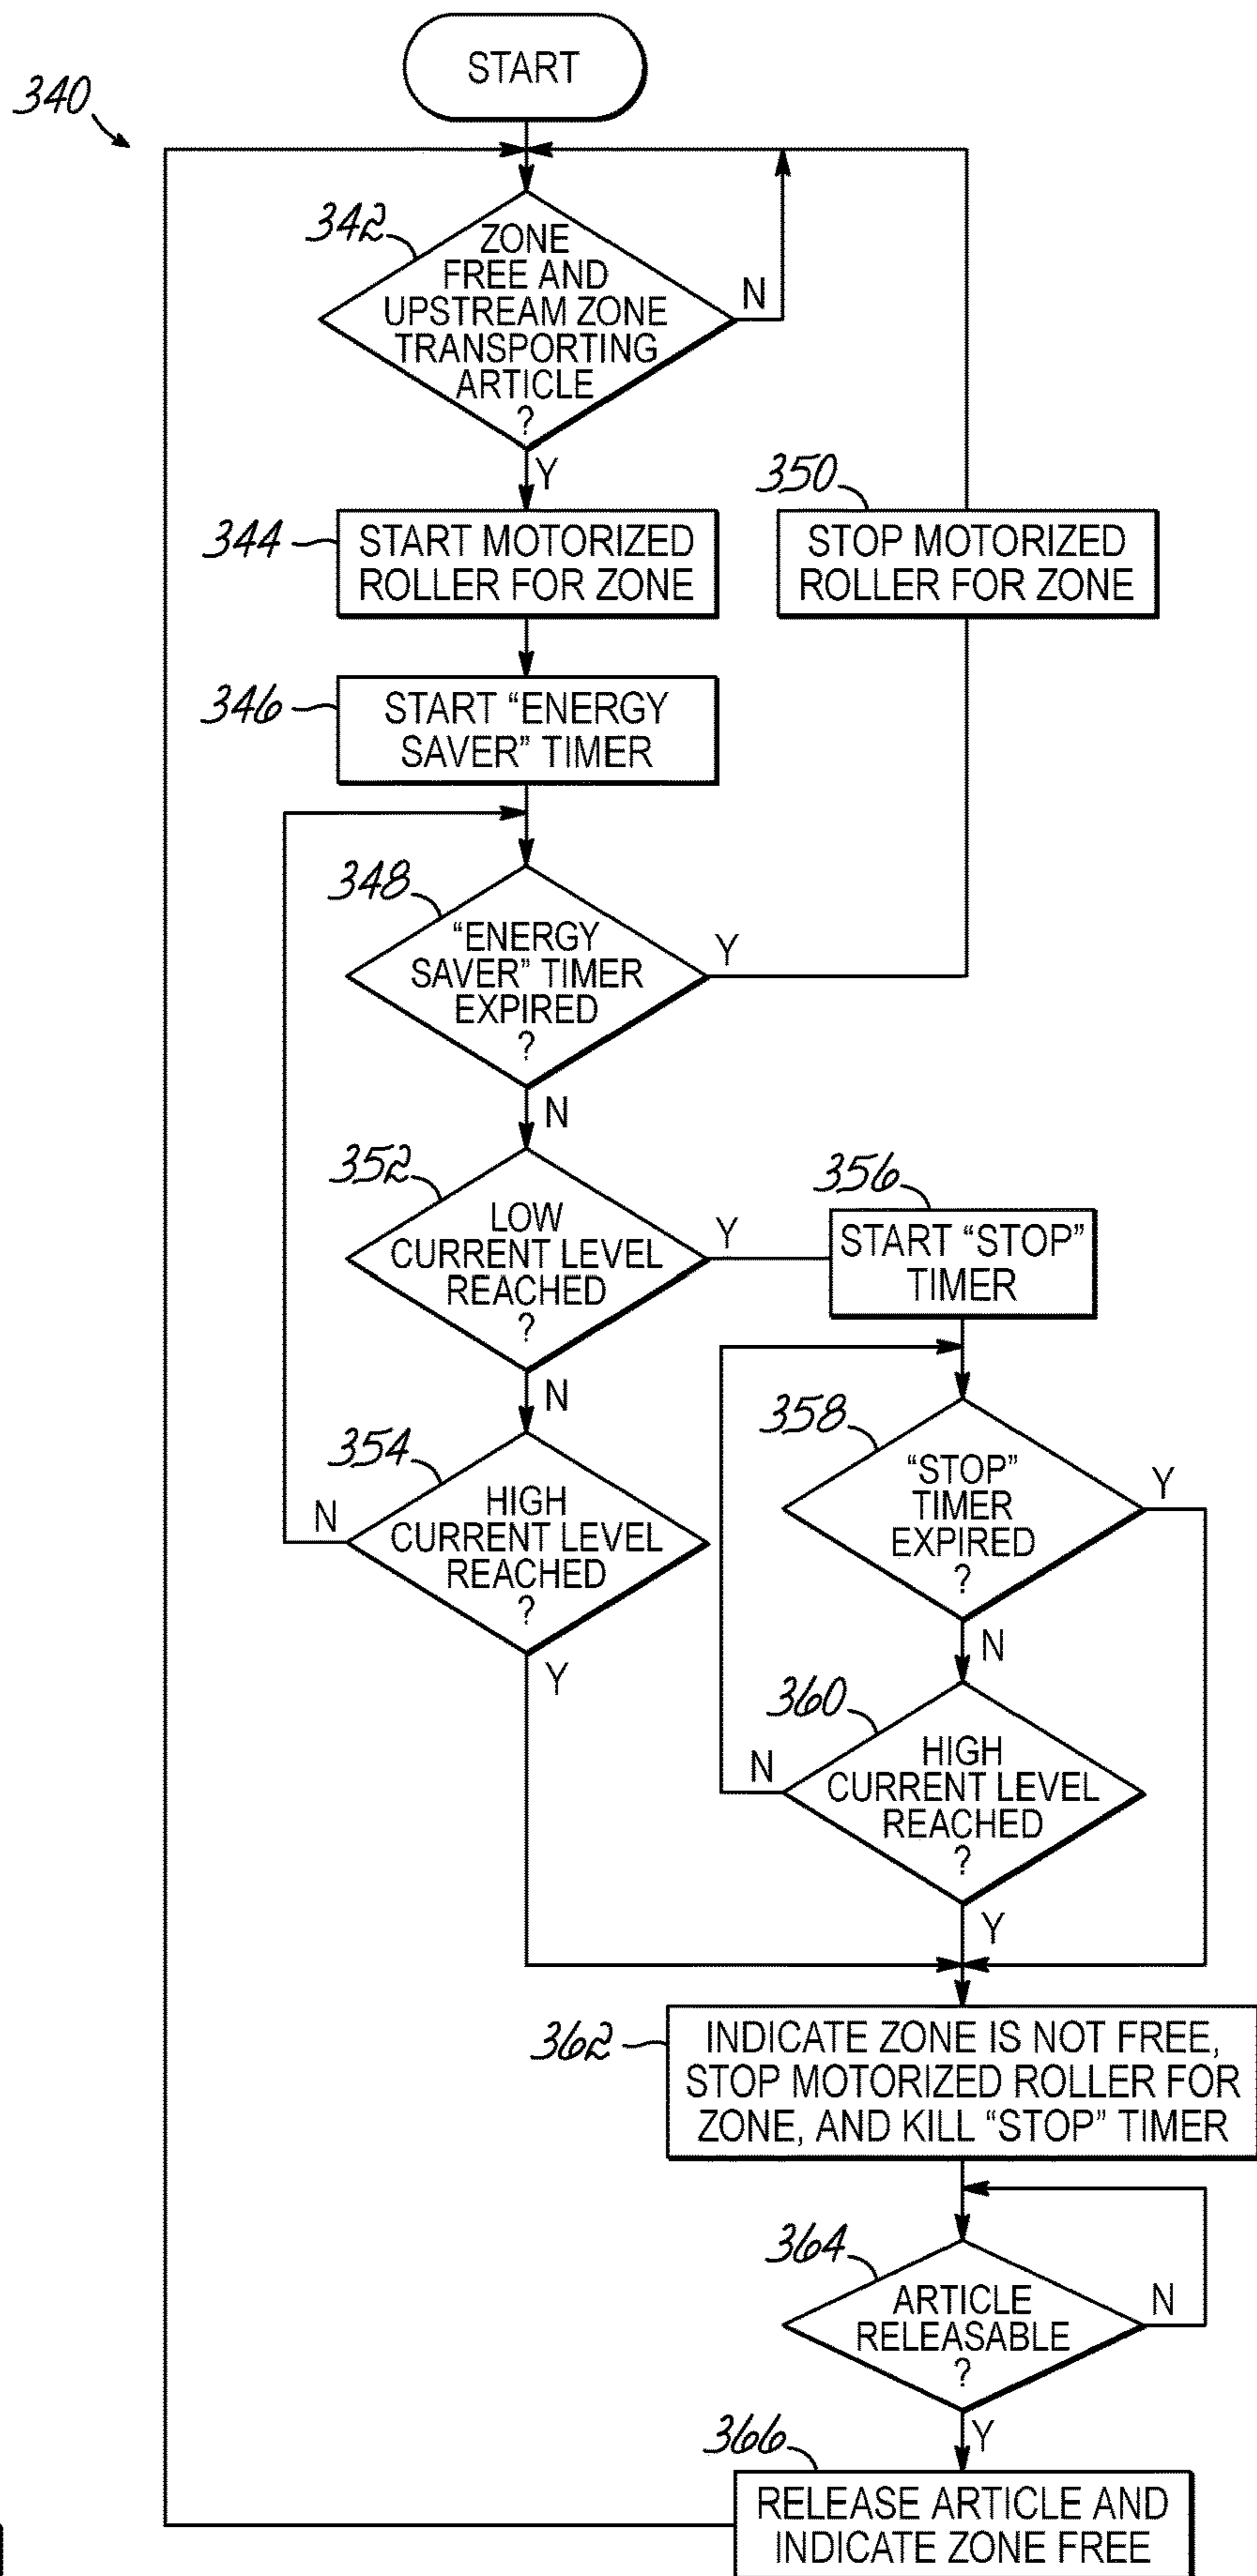 START
340
342
ZONE
FREE AND
UPSTREAM ZONE
TRANSPORTING
ARTICLE
?
N
Y
344
START MOTORIZED
ROLLER FOR ZONE
350
STOP MOTORIZED
ROLLER FOR ZONE
346
START “ENERGY
SAVER” TIMER
348
“ENERGY
SAVER” TIMER
EXPIRED
?
Y
N
352
LOW
CURRENT LEVEL
REACHED
?
Y
N
356
START “STOP”
TIMER
354
HIGH
CURRENT LEVEL
REACHED
?
N
Y
358
“STOP”
TIMER
EXPIRED
?
Y
N
360
HIGH
CURRENT LEVEL
REACHED
?
N
Y
362
INDICATE ZONE IS NOT FREE,
STOP MOTORIZED ROLLER FOR
ZONE, AND KILL “STOP” TIMER
364
ARTICLE
RELEASABLE
?
N
Y
366
RELEASE ARTICLE AND
INDICATE ZONE FREE